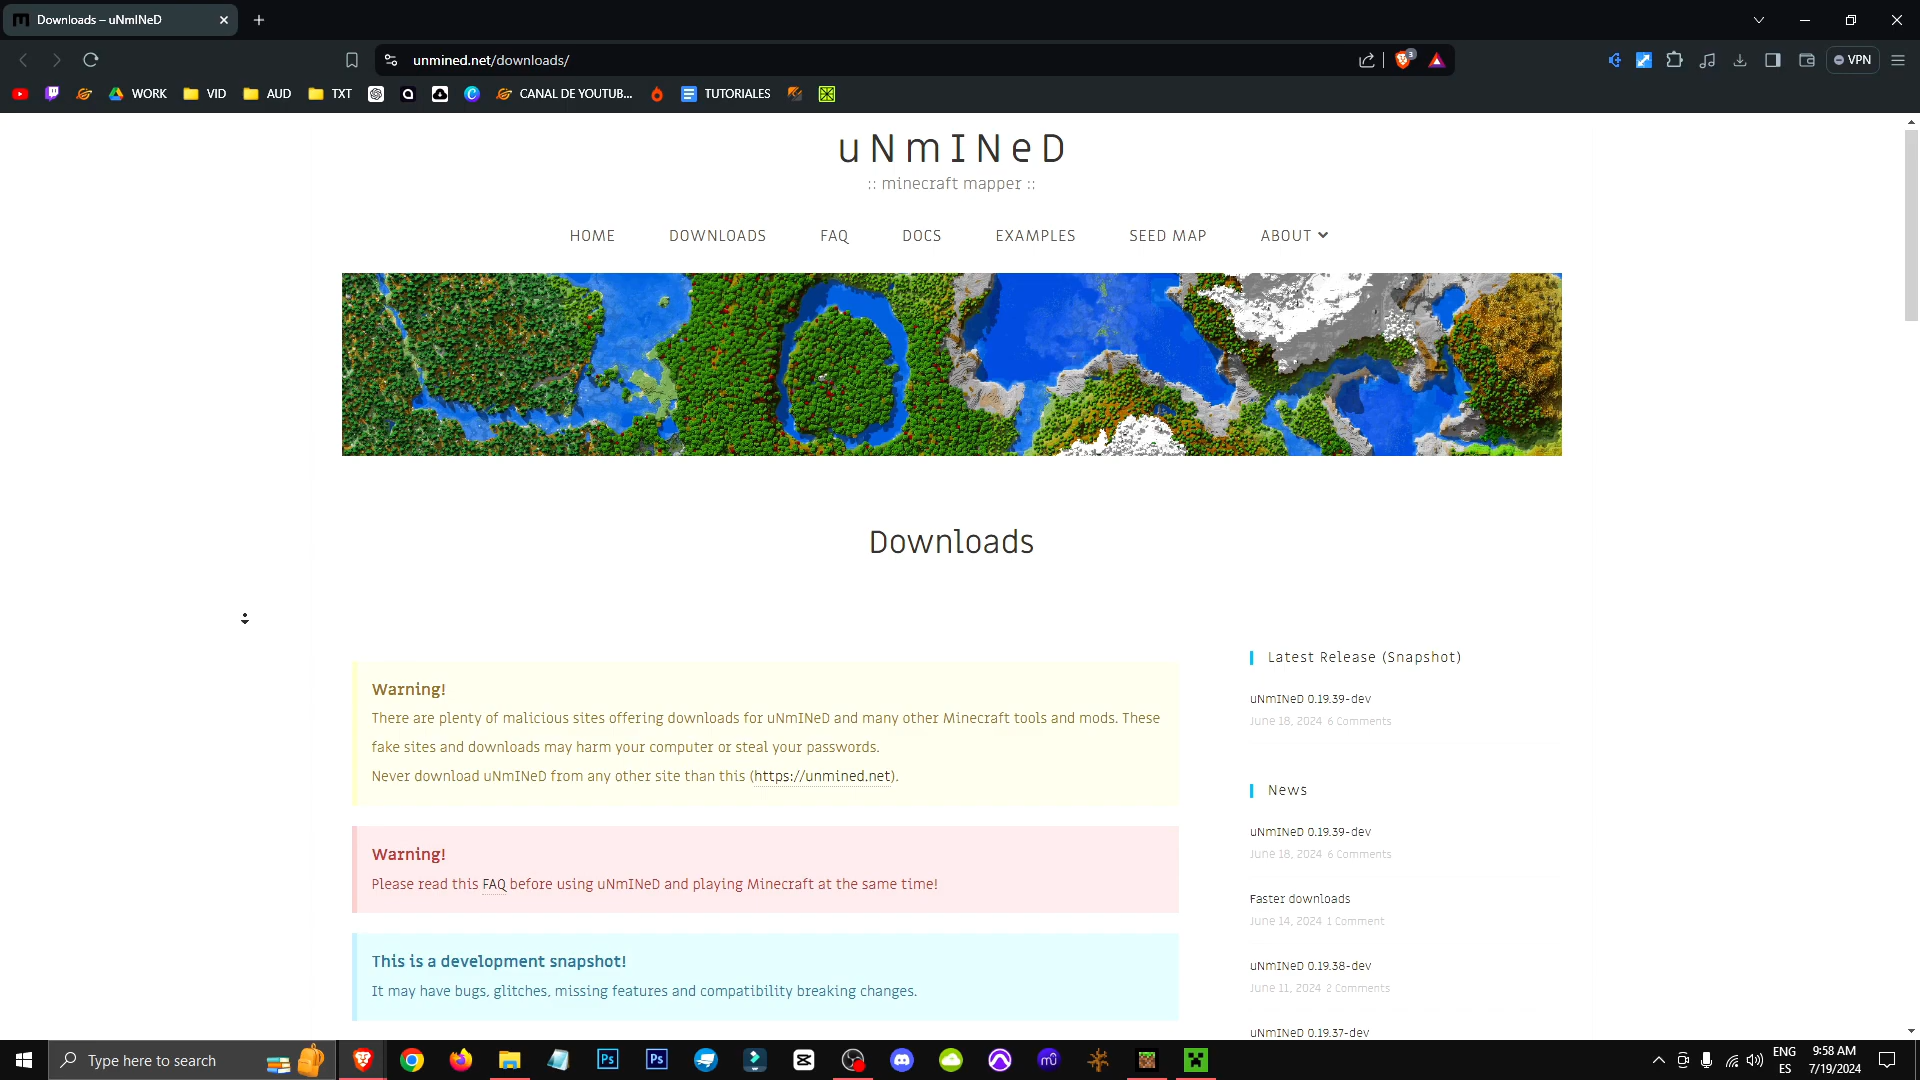 Downloads – uNmINeD
unmined.net/downloads/
3
VPN
WORK
VID
AUD
TXT
CANAL DE YOUTUB...
TUTORIALES
uNmINeD
:: minecraft mapper ::
HOME
DOWNLOADS
FAQ
DOCS
EXAMPLES
SEED MAP
ABOUT
Downloads
Warning!
There are plenty of malicious sites offering downloads for uNmINeD and many other Minecraft tools and mods. These
fake sites and downloads may harm your computer or steal your passwords.
Never download uNmINeD from any other site than this (https://unmined.net).
Warning!
Please read this FAQ before using uNmINeD and playing Minecraft at the same time!
This is a development snapshot!
It may have bugs, glitches, missing features and compatibility breaking changes.
Latest Release (Snapshot)
uNmINeD 0.19.39-dev
June 18, 2024 6 Comments
News
uNmINeD 0.19.39-dev
June 18, 2024 6 Comments
Faster downloads
June 14, 2024 1 Comment
uNmINeD 0.19.38-dev
June 11, 2024 2 Comments
uNmINeD 0.19.37-dev
Type here to search
Ps
Ps
mû
ENG
ES
9:58 AM
7/19/2024